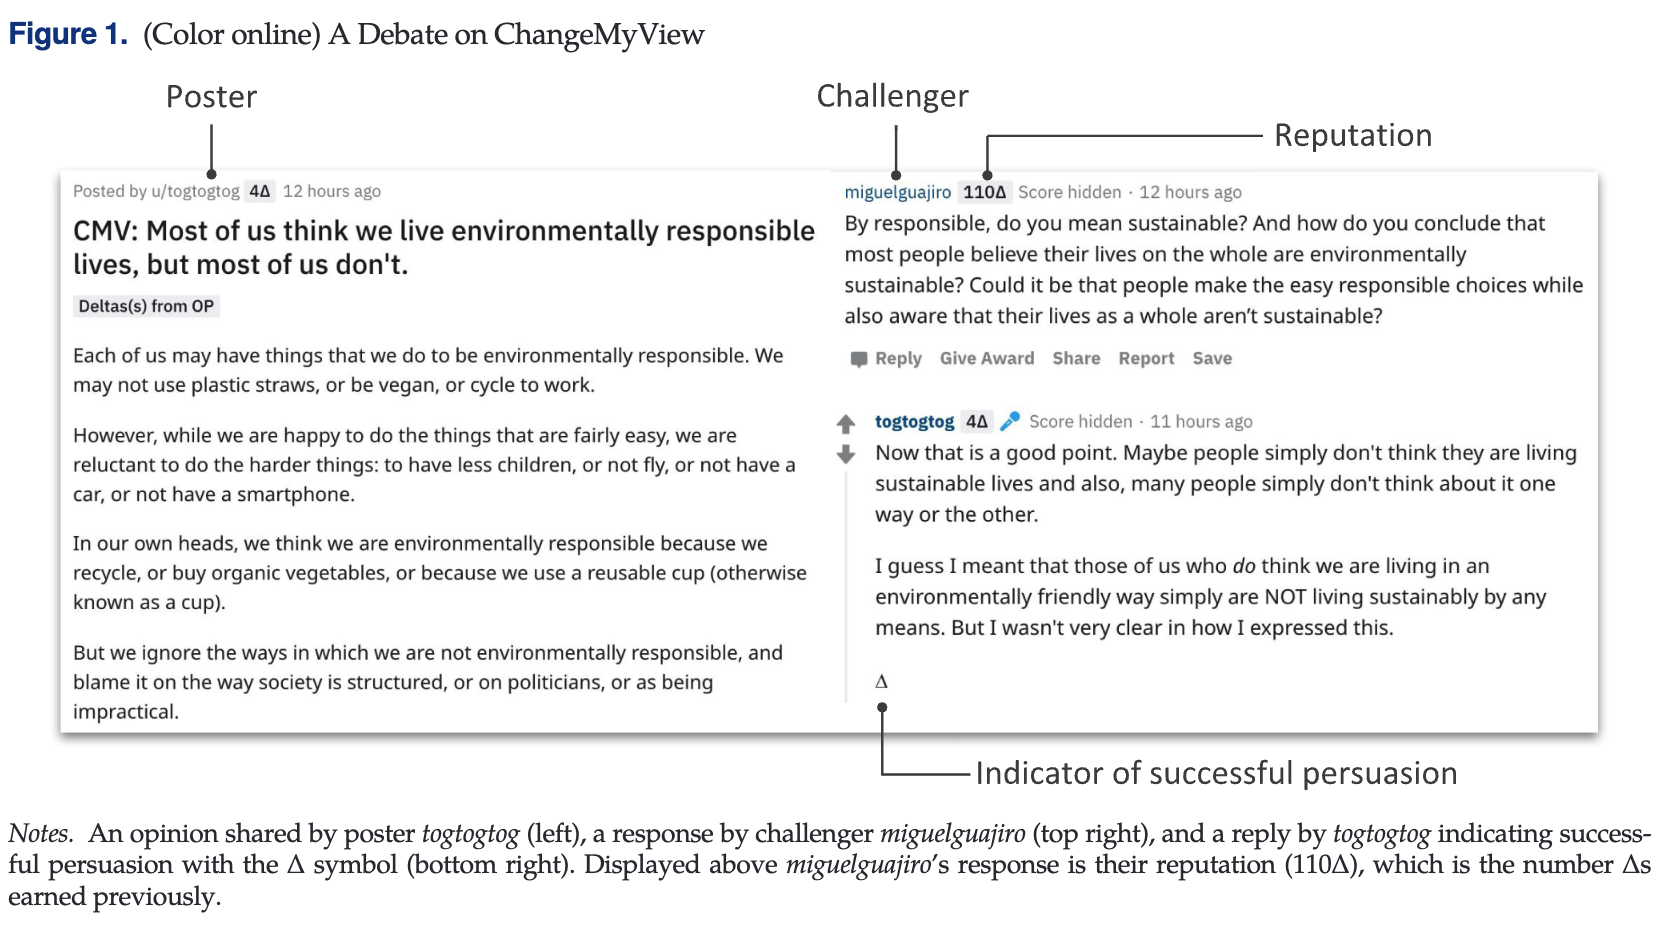 Figure 1. (Color online) A Debate on ChangeMyView
Poster
Challenger
Reputation
Posted by u/togtogtog 4Δ 12 hours ago
CMV: Most of us think we live environmentally responsible
lives, but most of us don't.
Deltas(s) from OP
Each of us may have things that we do to be environmentally responsible. We
may not use plastic straws, or be vegan, or cycle to work.
However, while we are happy to do the things that are fairly easy, we are
reluctant to do the harder things: to have less children, or not fly, or not have a
car, or not have a smartphone.
In our own heads, we think we are environmentally responsible because we
recycle, or buy organic vegetables, or because we use a reusable cup (otherwise
known as a cup).
But we ignore the ways in which we are not environmentally responsible, and
blame it on the way society is structured, or on politicians, or as being
impractical.
miguelguajiro 110Δ Score hidden · 12 hours ago
By responsible, do you mean sustainable? And how do you conclude that
most people believe their lives on the whole are environmentally
sustainable? Could it be that people make the easy responsible choices while
also aware that their lives as a whole aren’t sustainable?
Reply Give Award Share Report Save
togtogtog 4Δ Score hidden · 11 hours ago
Now that is a good point. Maybe people simply don't think they are living
sustainable lives and also, many people simply don't think about it one
way or the other.
I guess I meant that those of us who do think we are living in an
environmentally friendly way simply are NOT living sustainably by any
means. But I wasn't very clear in how I expressed this.
Δ
Indicator of successful persuasion
Notes. An opinion shared by poster togtogtog (left), a response by challenger miguelguajiro (top right), and a reply by togtogtog indicating success-
ful persuasion with the Δ symbol (bottom right). Displayed above miguelguajiro’s response is their reputation (110Δ), which is the number Δs
earned previously.